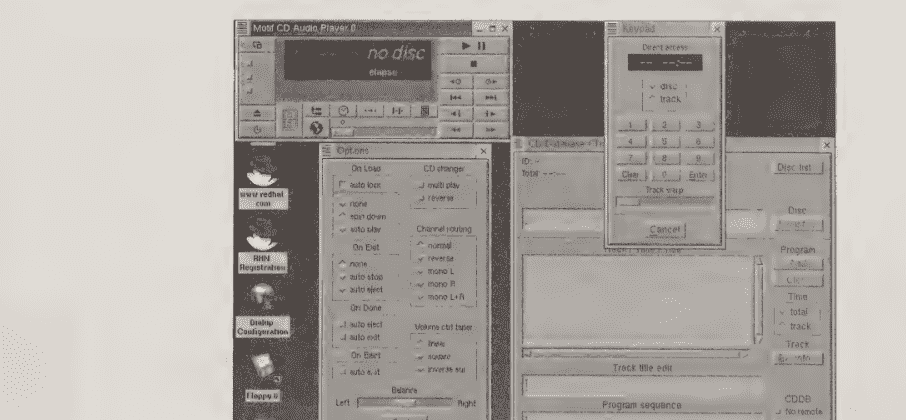 Motif CD Audio Player 0
no disc
elapse
Keypad
Direct access
disc
track
1 2 3
4 5 6
7 8 9
Clear 0 Enter
Track warp
Cancel
Options
On Load
auto lock
none
spin down
auto play
On Exit
none
auto stop
auto eject
On Done
auto eject
auto exit
On Eject
auto exit
CD changer
multi play
reverse
Channel routing
normal
reverse
mono L
mono R
mono L+R
Volume ctrl taper
linear
square
inverse sqr
Balance
Left
Right
ID: --
Total
Disc list
Disc
Program
Time
total
track
Track
Track title edit
Program sequence
CDDB
No remote
www.redhat
.com
RHN
Registration
Dialup
Configuration
Floppy 0